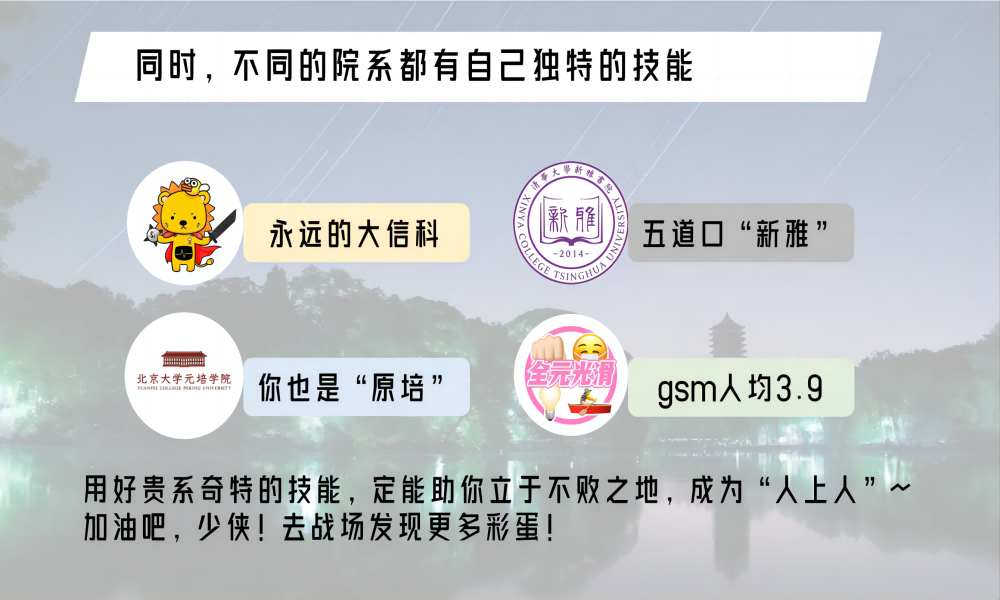 同时，不同的院系都有自己独特的技能
永远的大信科
清華大學新雅書院
XINYA COLLEGE TSINGHUA UNIVERSITY
新雅
-2014-
五道口“新雅”
北京大学元培学院
YUANPEI COLLEGE PEKING UNIVERSITY
你也是“原培”
全元光滑
gsm人均3.9
用好贵系奇特的技能，定能助你立于不败之地，成为“人上人”～
加油吧，少侠！去战场发现更多彩蛋！